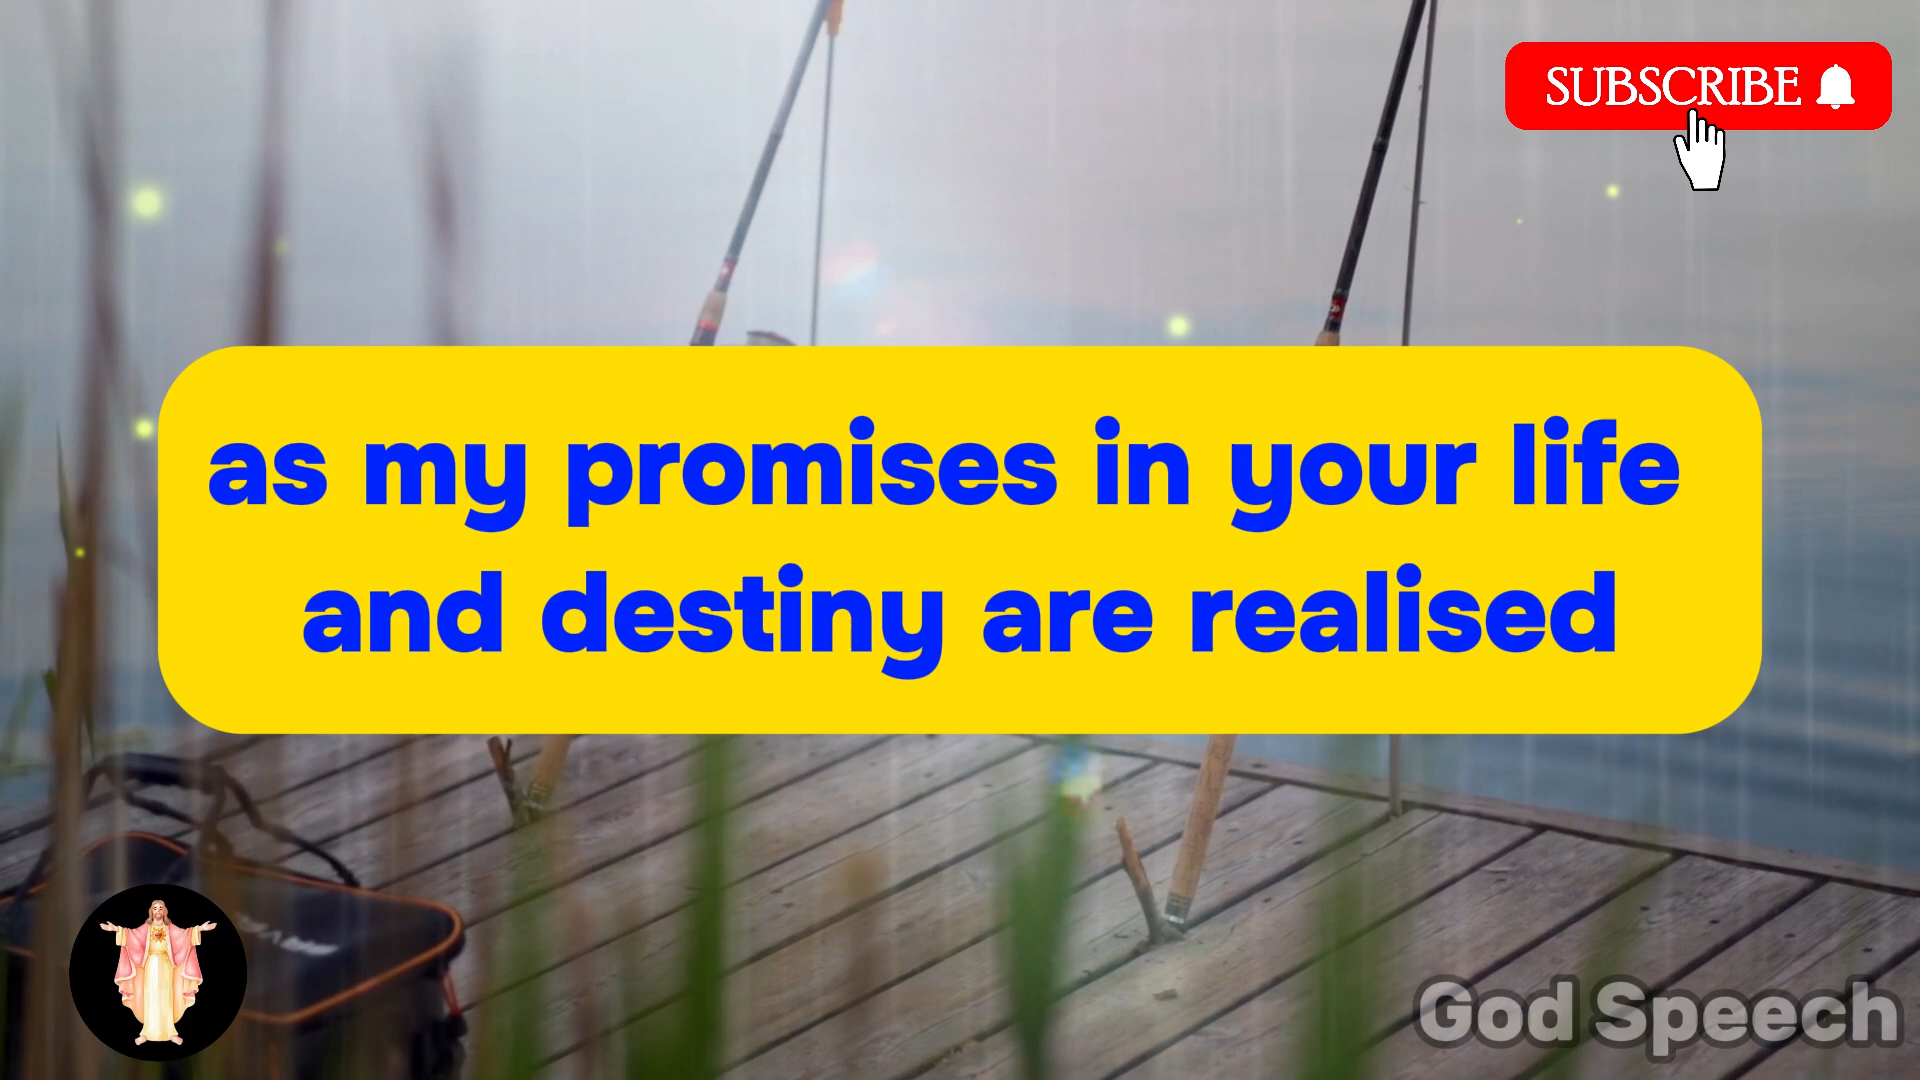 SUBSCRIBE
as my promises in your life
and destiny are realised
God Speech